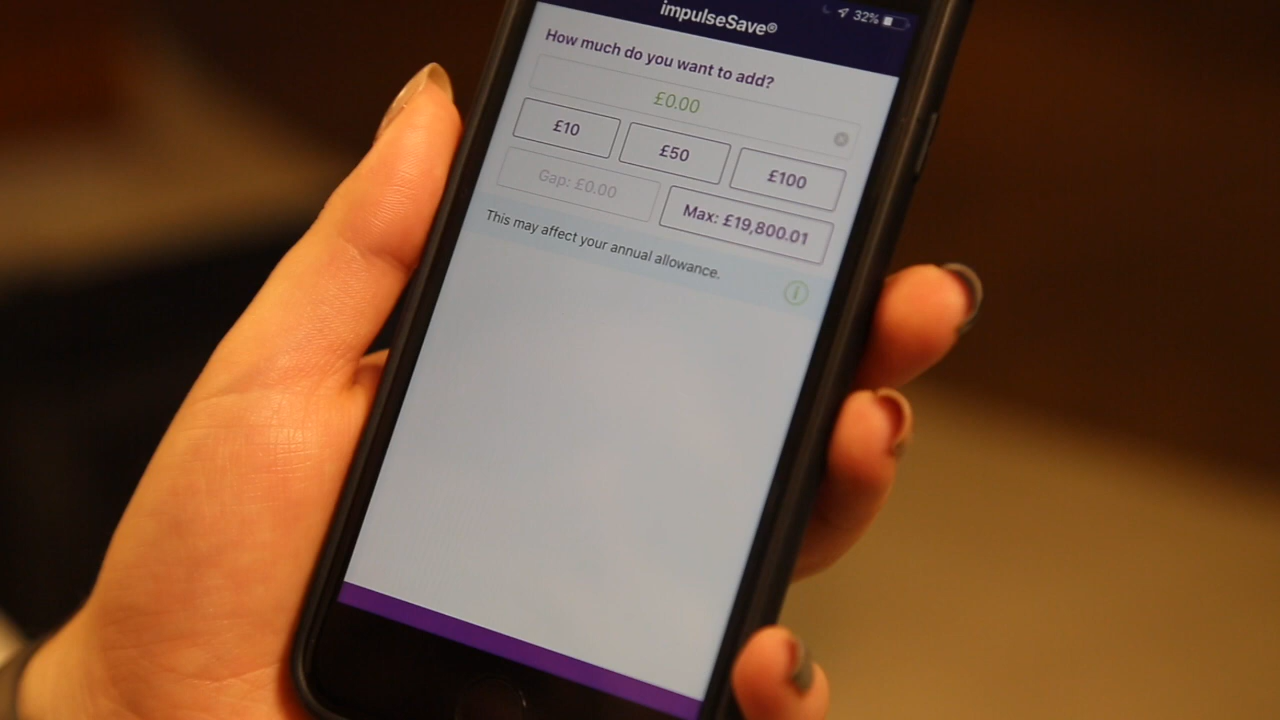 impulseSave®
32%
How much do you want to add?
£0.00
£10
£50
£100
Gap: £0.00
Max: £19,800.01
This may affect your annual allowance.
i